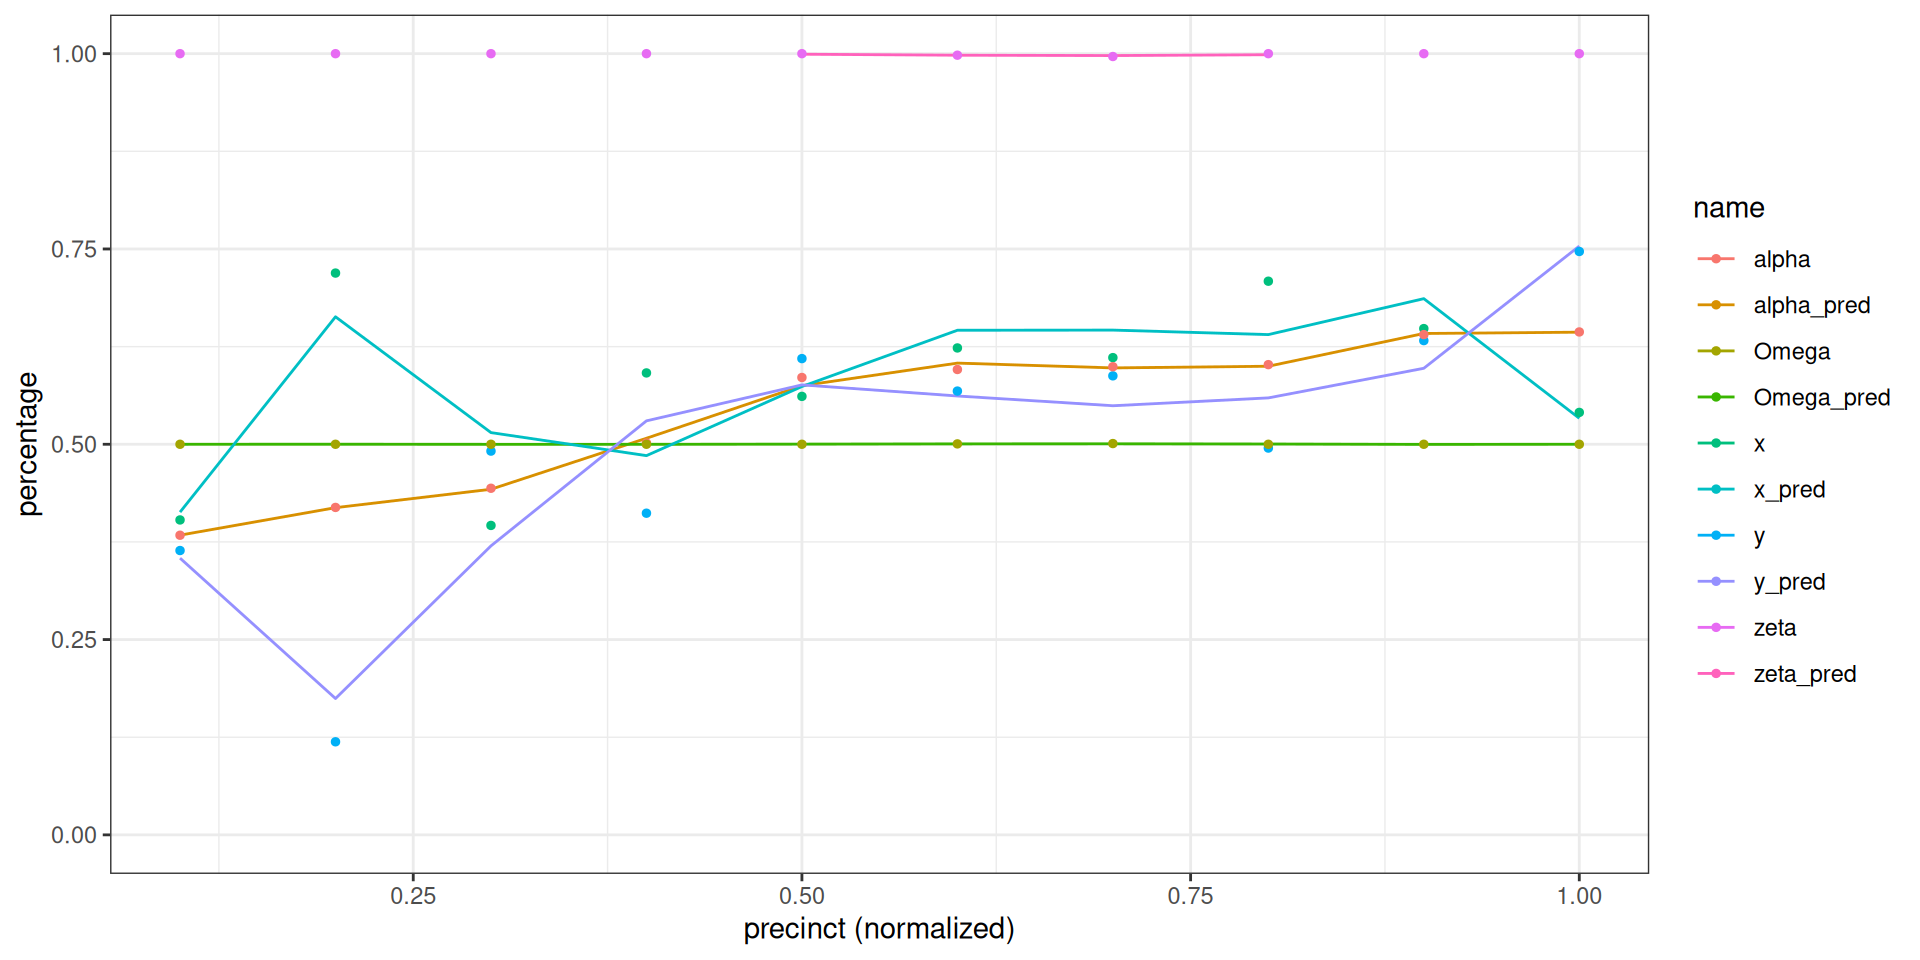 1.00
0.75
0.50
0.25
0.00
percentage
0.25 0.50 0.75 1.00
precinct (normalized)
name
alpha
alpha_pred
Omega
Omega_pred
x
x_pred
y
y_pred
zeta
zeta_pred